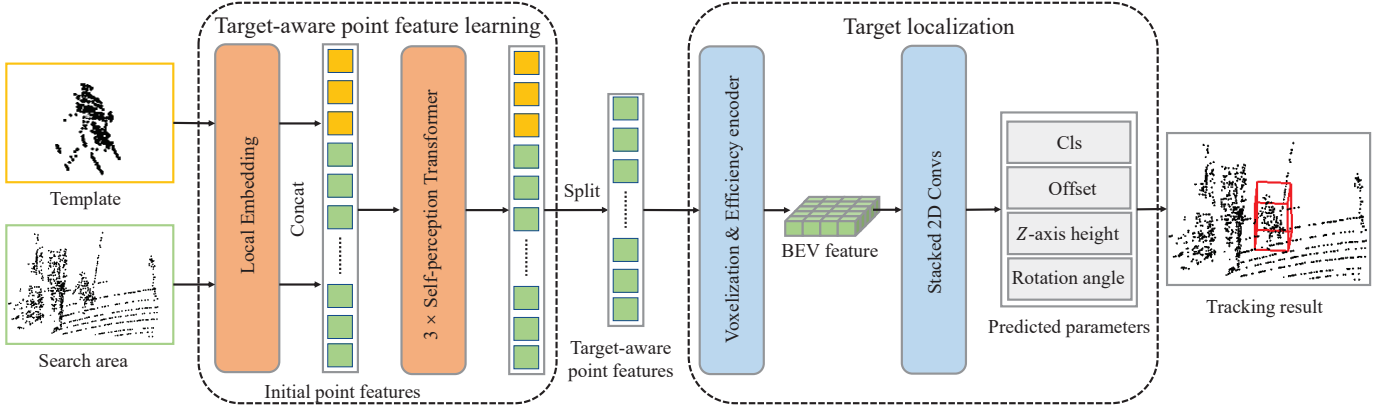 Target-aware point feature learning
Target localization
Template
Search area
Local Embedding
Concat
Initial point features
3 × Self-perception Transformer
Split
Target-aware
point features
Voxelization & Efficiency encoder
BEV feature
Stacked 2D Convs
Cls
Offset
Z-axis height
Rotation angle
Predicted parameters
Tracking result